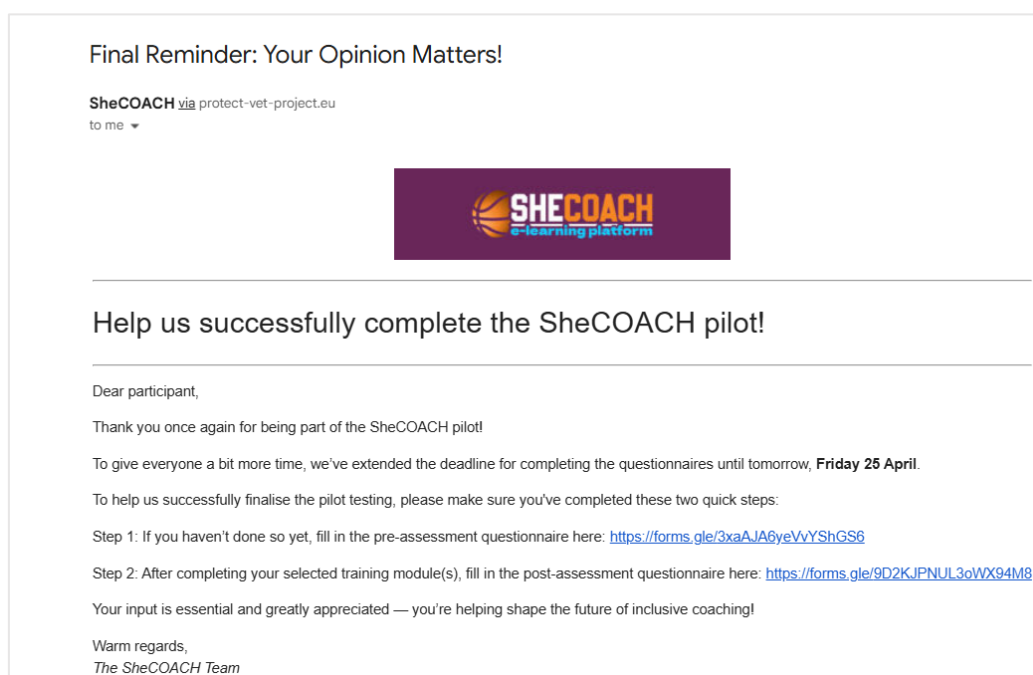 Final Reminder: Your Opinion Matters!
SheCOACH via protect-vet-project.eu
to me
SHECOACH
e-learning platform
Help us successfully complete the SheCOACH pilot!
Dear participant,
Thank you once again for being part of the SheCOACH pilot!
To give everyone a bit more time, we've extended the deadline for completing the questionnaires until tomorrow, Friday 25 April.
To help us successfully finalise the pilot testing, please make sure you've completed these two quick steps:
Step 1: If you haven't done so yet, fill in the pre-assessment questionnaire here: https://forms.gle/3xaAJA6yeVvYShGS6
Step 2: After completing your selected training module(s), fill in the post-assessment questionnaire here: https://forms.gle/9D2KJPNUL3oWX94M8
Your input is essential and greatly appreciated — you're helping shape the future of inclusive coaching!
Warm regards,
The SheCOACH Team